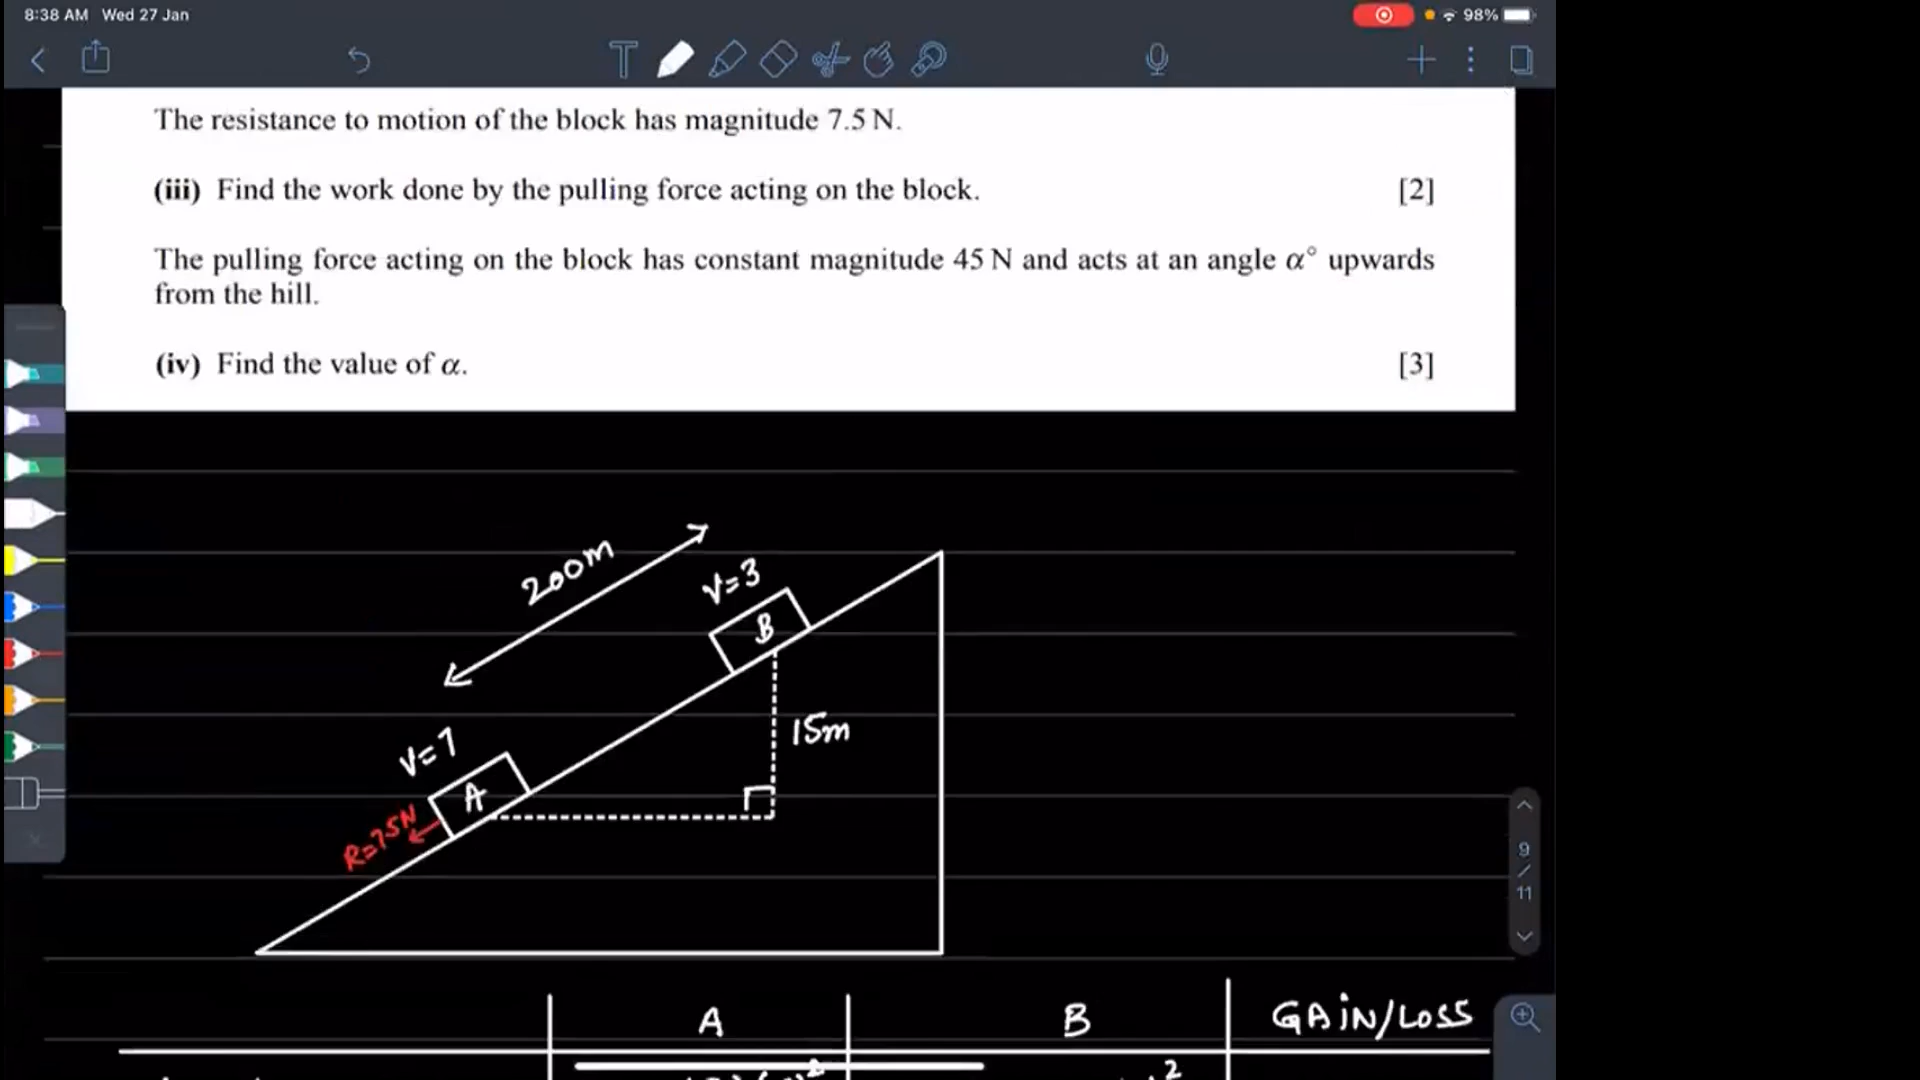 8:38 AM Wed 27 Jan
98%
The resistance to motion of the block has magnitude 7.5 N.
(iii) Find the work done by the pulling force acting on the block. [2]
The pulling force acting on the block has constant magnitude 45 N and acts at an angle α° upwards
from the hill.
(iv) Find the value of α. [3]
200m
V=3
B
15m
V=7
A
R=7.5N
9
/
11
A B GAIN/LOSS